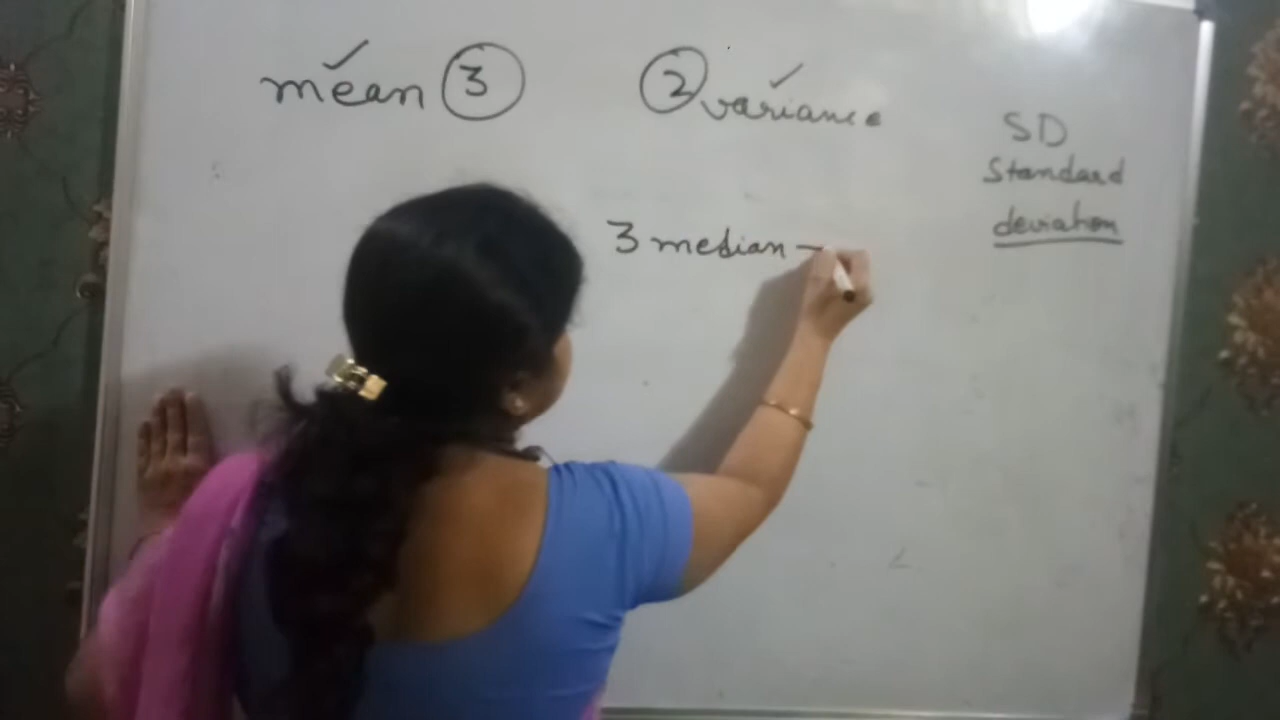 mean 3
2 variance
SD
Standard
deviation
3 median –